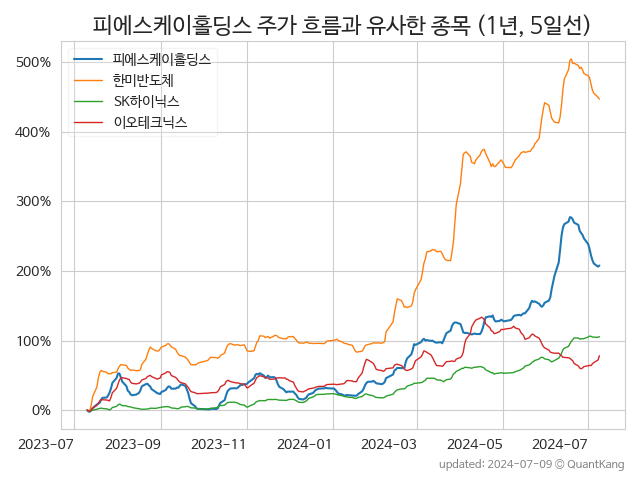 피에스케이홀딩스 주가 흐름과 유사한 종목 (1년, 5일선)
피에스케이홀딩스
한미반도체
SK하이닉스
이오테크닉스
500%
400%
300%
200%
100%
0%
2023-07 2023-09 2023-11 2024-01 2024-03 2024-05 2024-07
updated: 2024-07-09 © QuantKang